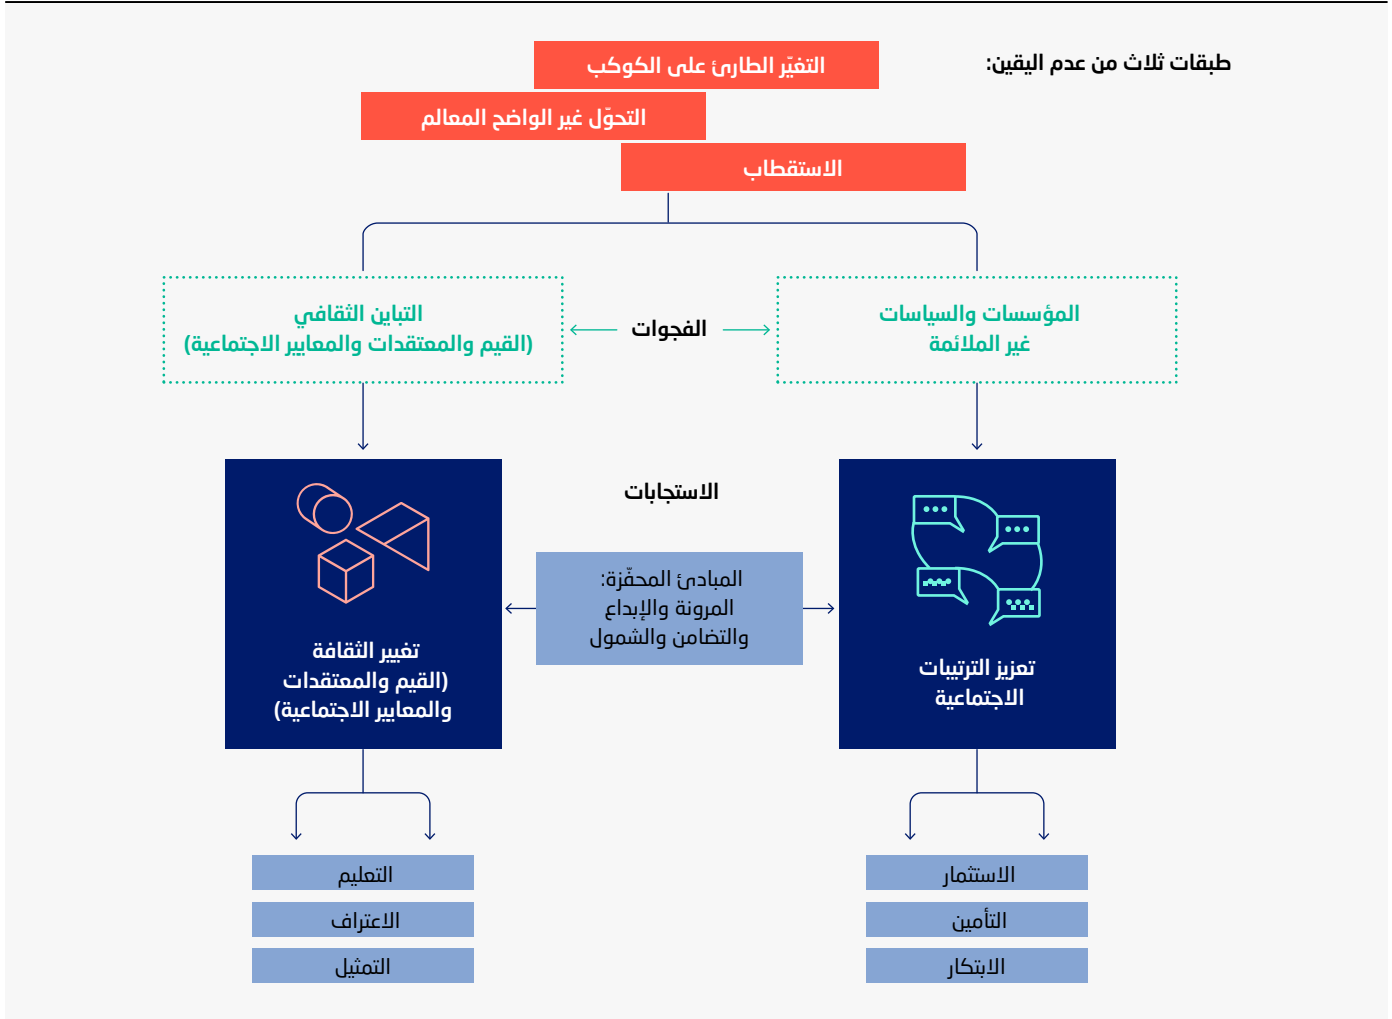 طبقات ثلاث من عدم اليقين:
التغيّر الطارئ على الكوكب
التحوّل غير الواضح المعالم
الاستقطاب
المؤسسات والسياسات
غير الملائمة
الفجوات
التباين الثقافي
(القيم والمعتقدات والمعايير الاجتماعية)
الاستجابات
تعزيز الترتيبات
الاجتماعية
المبادئ المحفّزة:
المرونة والإبداع
والتضامن والشمول
تغيير الثقافة
(القيم والمعتقدات
والمعايير الاجتماعية)
الاستثمار
التأمين
الابتكار
التعليم
الاعتراف
التمثيل